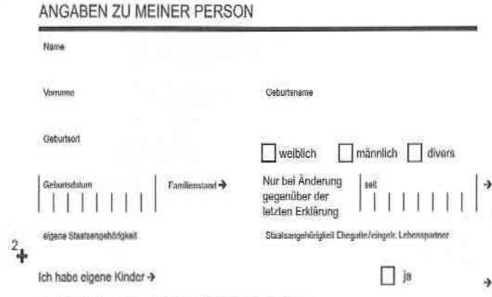 ANGABEN ZU MEINER PERSON
Name
Vorname
Geburtsname
Geburtsort
weiblich
männlich
divers
Geburtsdatum
Familienstand →
Nur bei Änderung
gegenüber der
letzten Erklärung
seit
→
eigene Staatsangehörigkeit
Staatsangehörigkeit Ehegatte/eingetr. Lebenspartner
2
Ich habe eigene Kinder →
ja
→